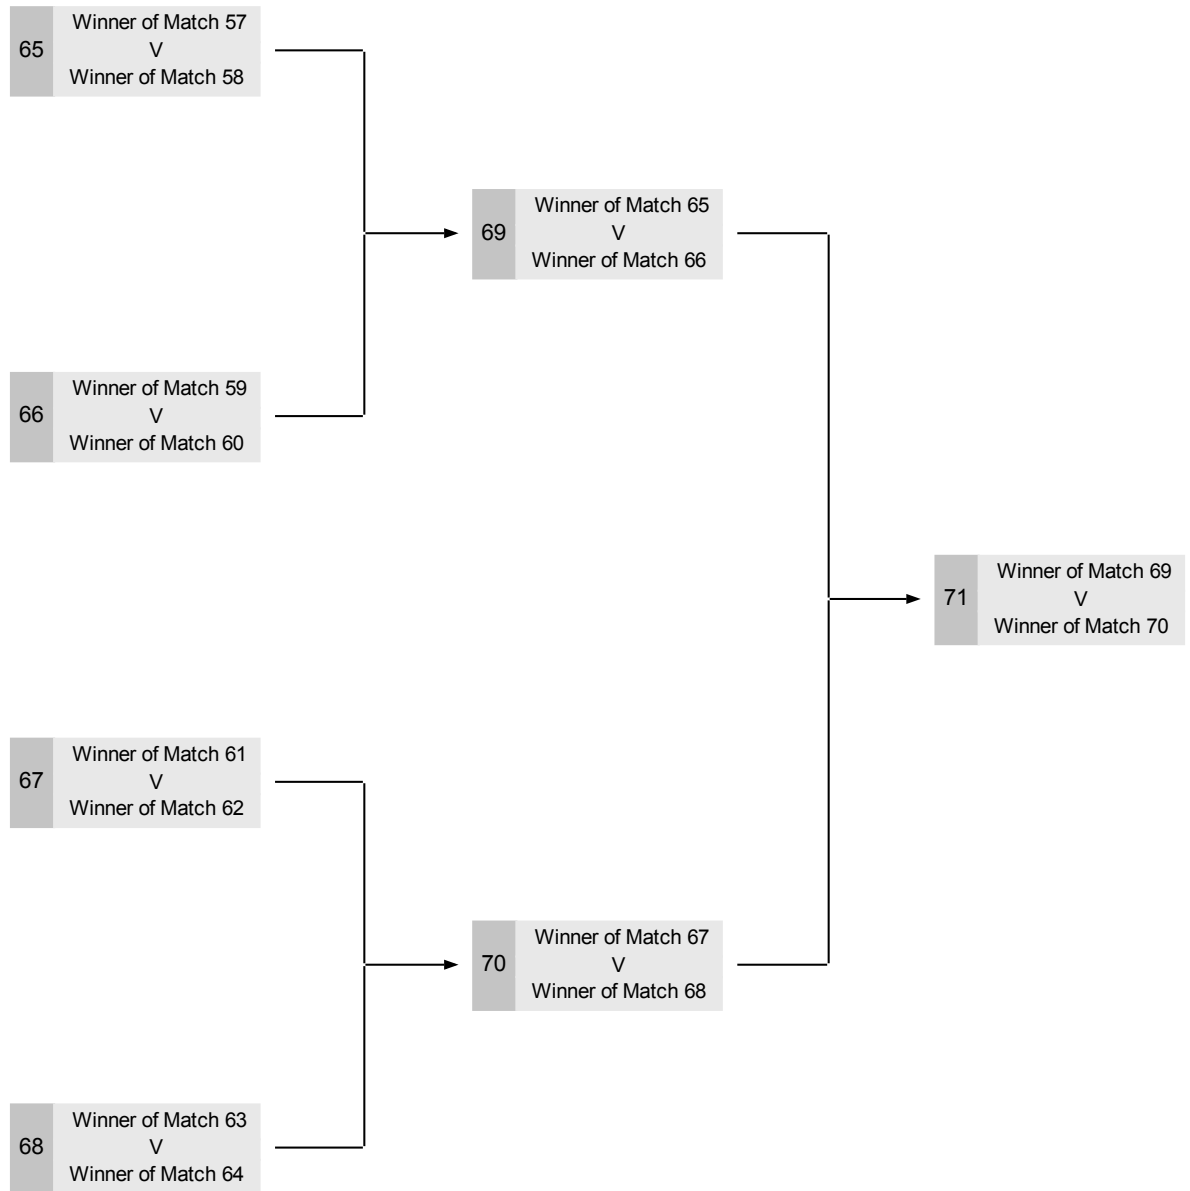 65
Winner of Match 57
V
Winner of Match 58
69
Winner of Match 65
V
Winner of Match 66
66
Winner of Match 59
V
Winner of Match 60
71
Winner of Match 69
V
Winner of Match 70
67
Winner of Match 61
V
Winner of Match 62
70
Winner of Match 67
V
Winner of Match 68
68
Winner of Match 63
V
Winner of Match 64